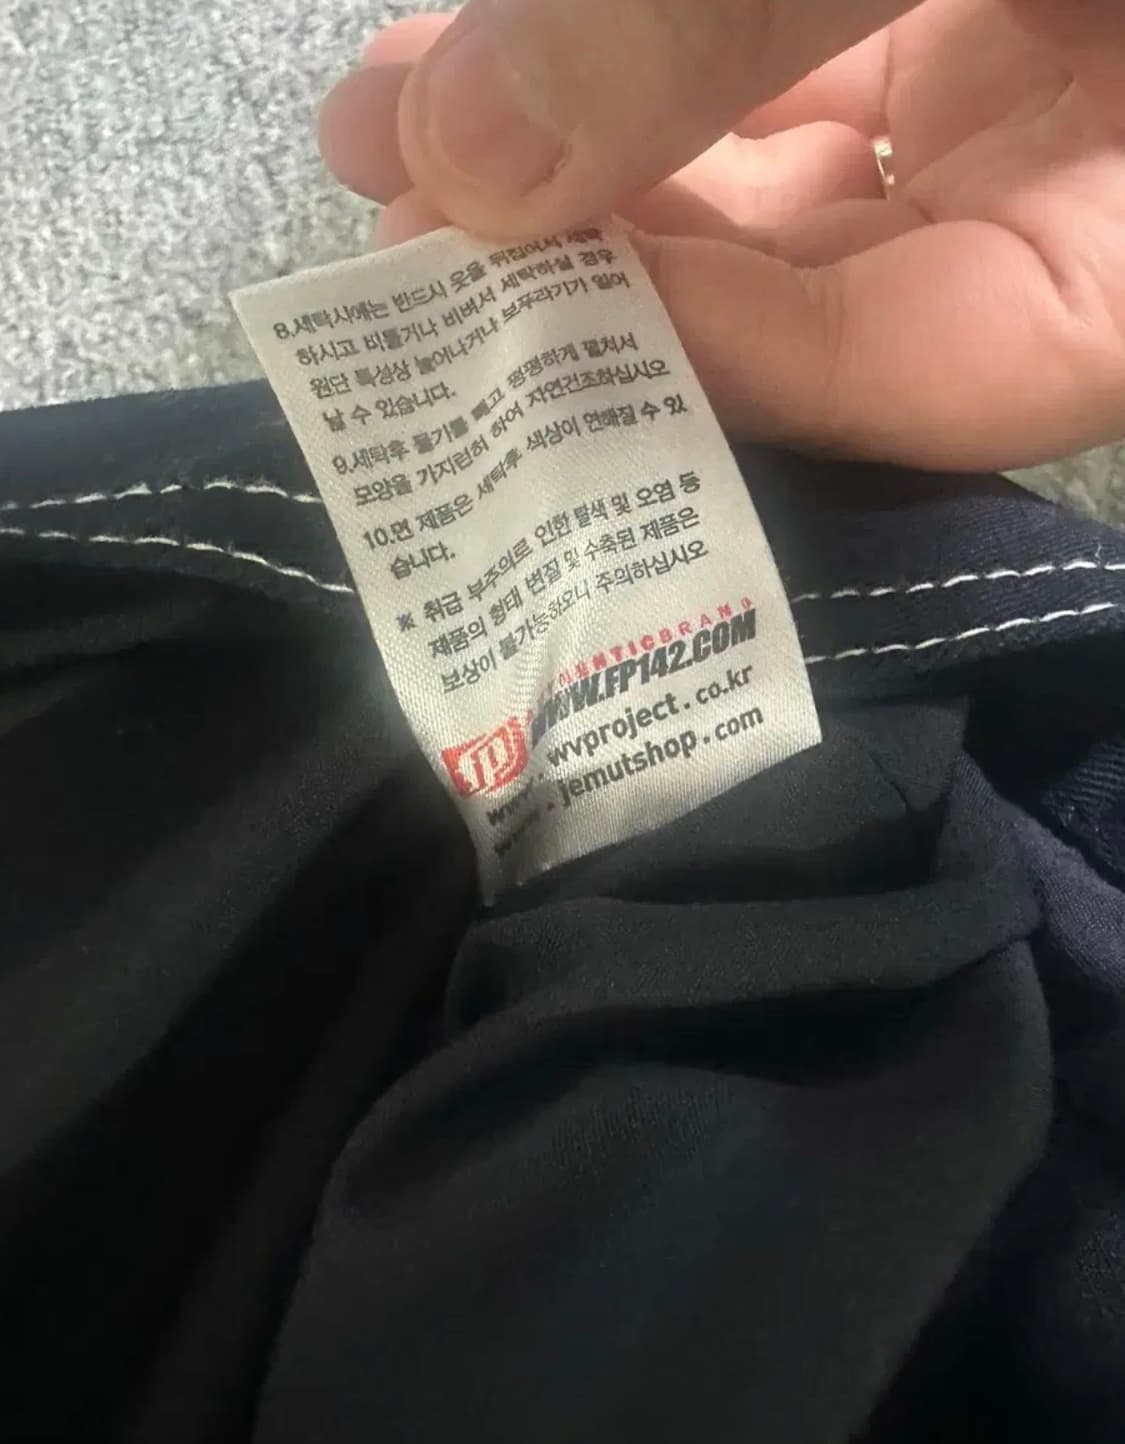 8.세탁시에는 반드시 옷을 뒤집어서 세탁
하시고 비틀거나 비벼서 세탁하실 경우
원단 특성상 늘어나거나 보푸라기가 일어
날 수 있습니다.
9.세탁후 물기를 빼고 평평하게 펼쳐서
모양을 가지런히 하여 자연건조하십시오
10.면 제품은 세탁후 색상이 연해질 수 있
습니다.
※ 취급 부주의로 인한 탈색 및 오염 등
제품의 형태 변질 및 수축된 제품은
보상이 불가능하오니 주의하십시오
WWW.FP142.COM
www.wvproject.co.kr
www.jemutshop.com